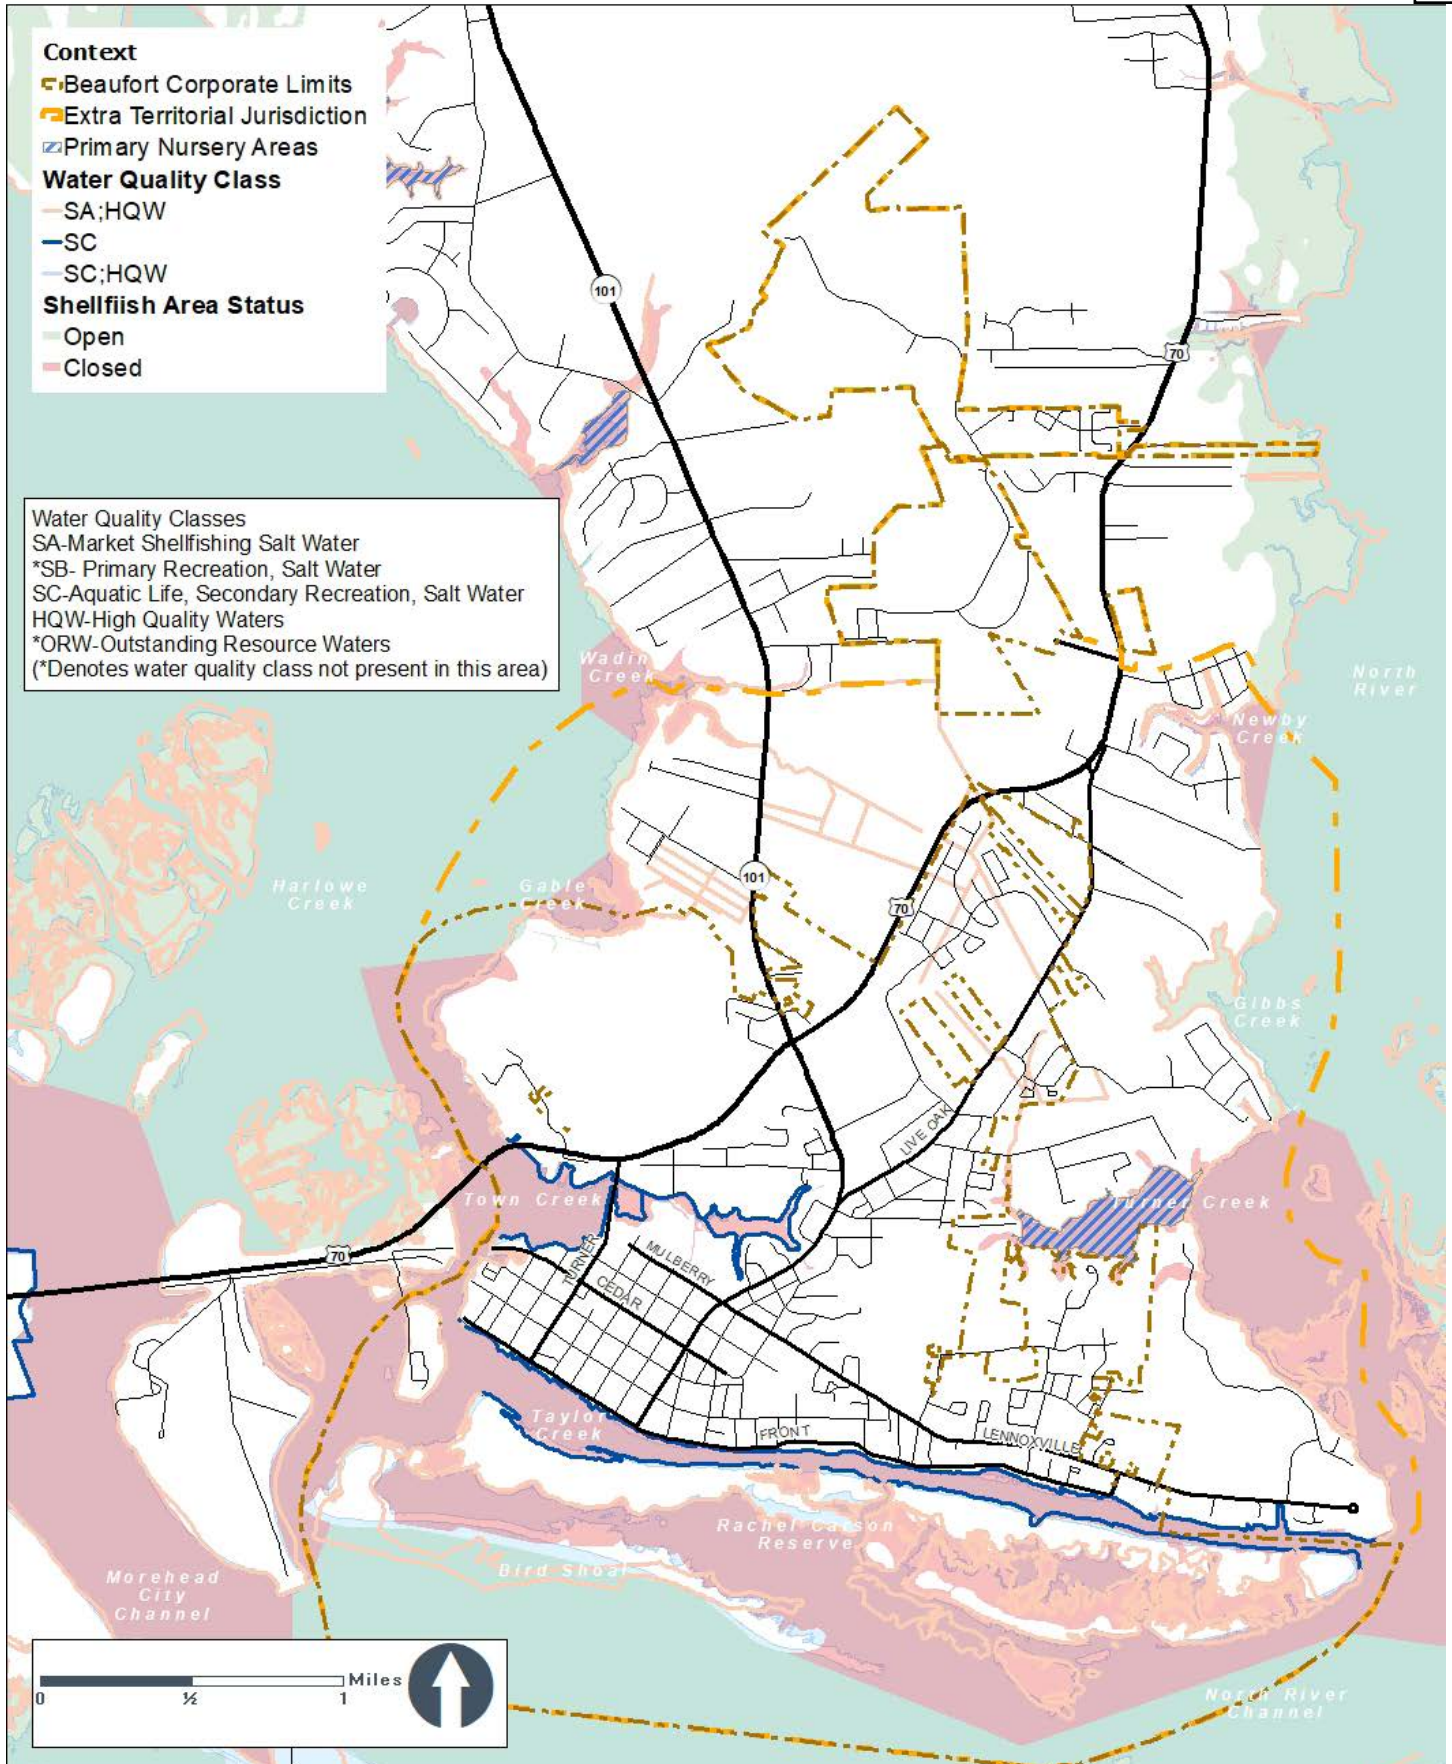 Context
Beaufort Corporate Limits
Extra Territorial Jurisdiction
Primary Nursery Areas
Water Quality Class
SA;HQW
SC
SC;HQW
Shellfiish Area Status
Open
Closed
101
70
Water Quality Classes
SA-Market Shellfishing Salt Water
*SB- Primary Recreation, Salt Water
SC-Aquatic Life, Secondary Recreation, Salt Water
HQW-High Quality Waters
*ORW-Outstanding Resource Waters
(*Denotes water quality class not present in this area)
Wadin
Creek
North
River
Newby
Creek
Harlowe
Creek
Gable
Creek
101
70
Gibbs
Creek
LIVE OAK
Town Creek
Turner Creek
70
TURNER
MULBERRY
CEDAR
Taylor
Creek
FRONT
LENNOXVILLE
Rachel Carson
Reserve
Bird Shoal
Morehead
City
Channel
North River
Channel
0
½
1
Miles